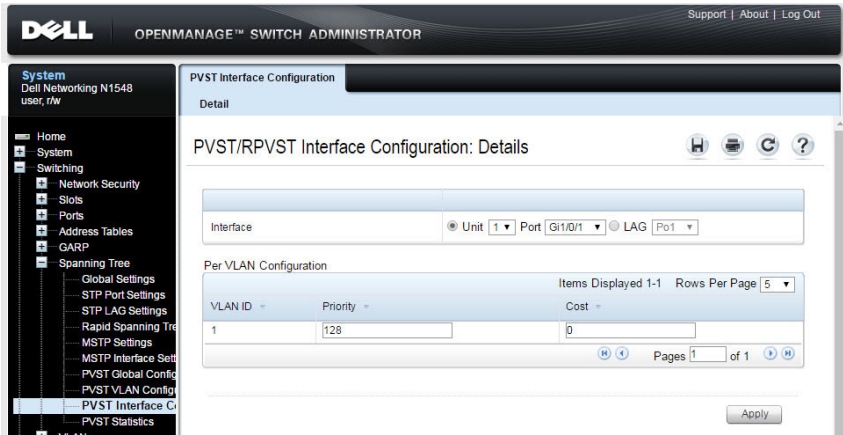 Support | About | Log Out
DELL
OPENMANAGE™ SWITCH ADMINISTRATOR
System
Dell Networking N1548
user, r/w
PVST Interface Configuration
Detail
Home
System
Switching
Network Security
Slots
Ports
Address Tables
GARP
Spanning Tree
Global Settings
STP Port Settings
STP LAG Settings
Rapid Spanning Tre
MSTP Settings
MSTP Interface Sett
PVST Global Config
PVST VLAN Configu
PVST Interface Co
PVST Statistics
PVST/RPVST Interface Configuration: Details
Interface
Unit 1 Port Gi1/0/1 LAG Po1
Per VLAN Configuration
Items Displayed 1-1 Rows Per Page 5
VLAN ID Priority Cost
1 128 0
Pages 1 of 1
Apply